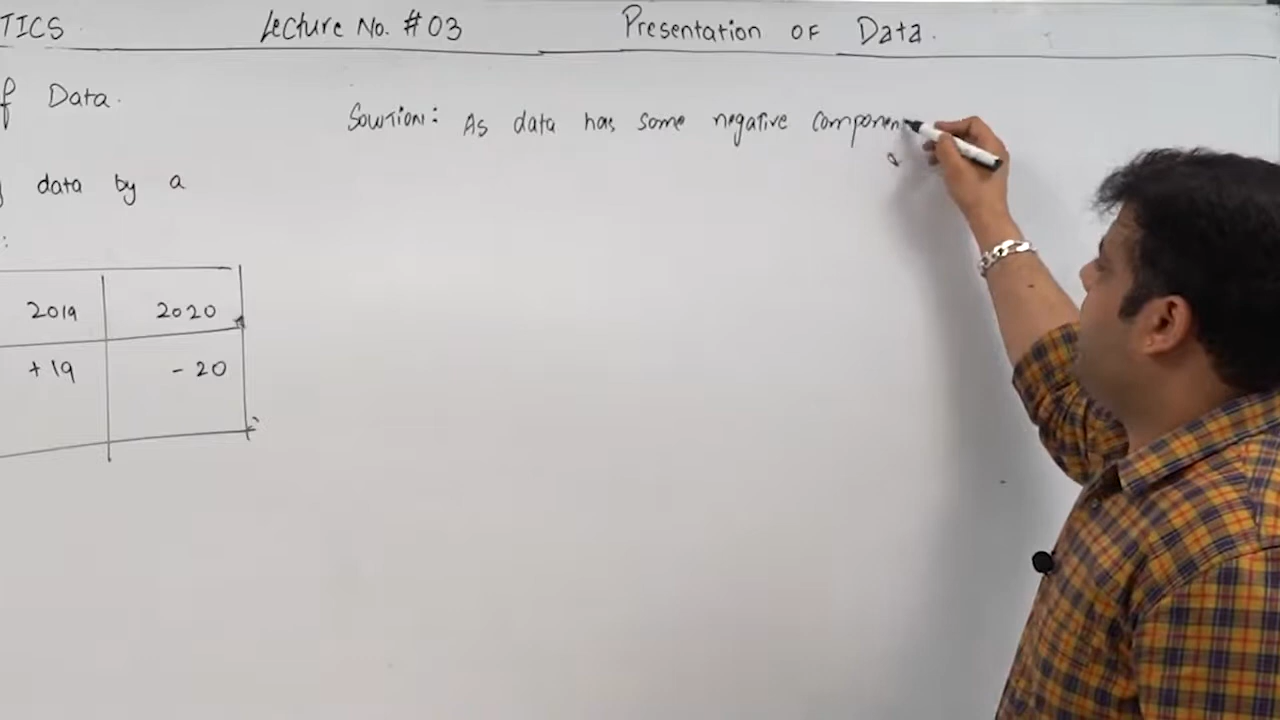 TICS Lecture No. #03 Presentation OF Data.
f Data.
data by a
:
2019 2020
+19 - 20
Solution: As data has some negative componen